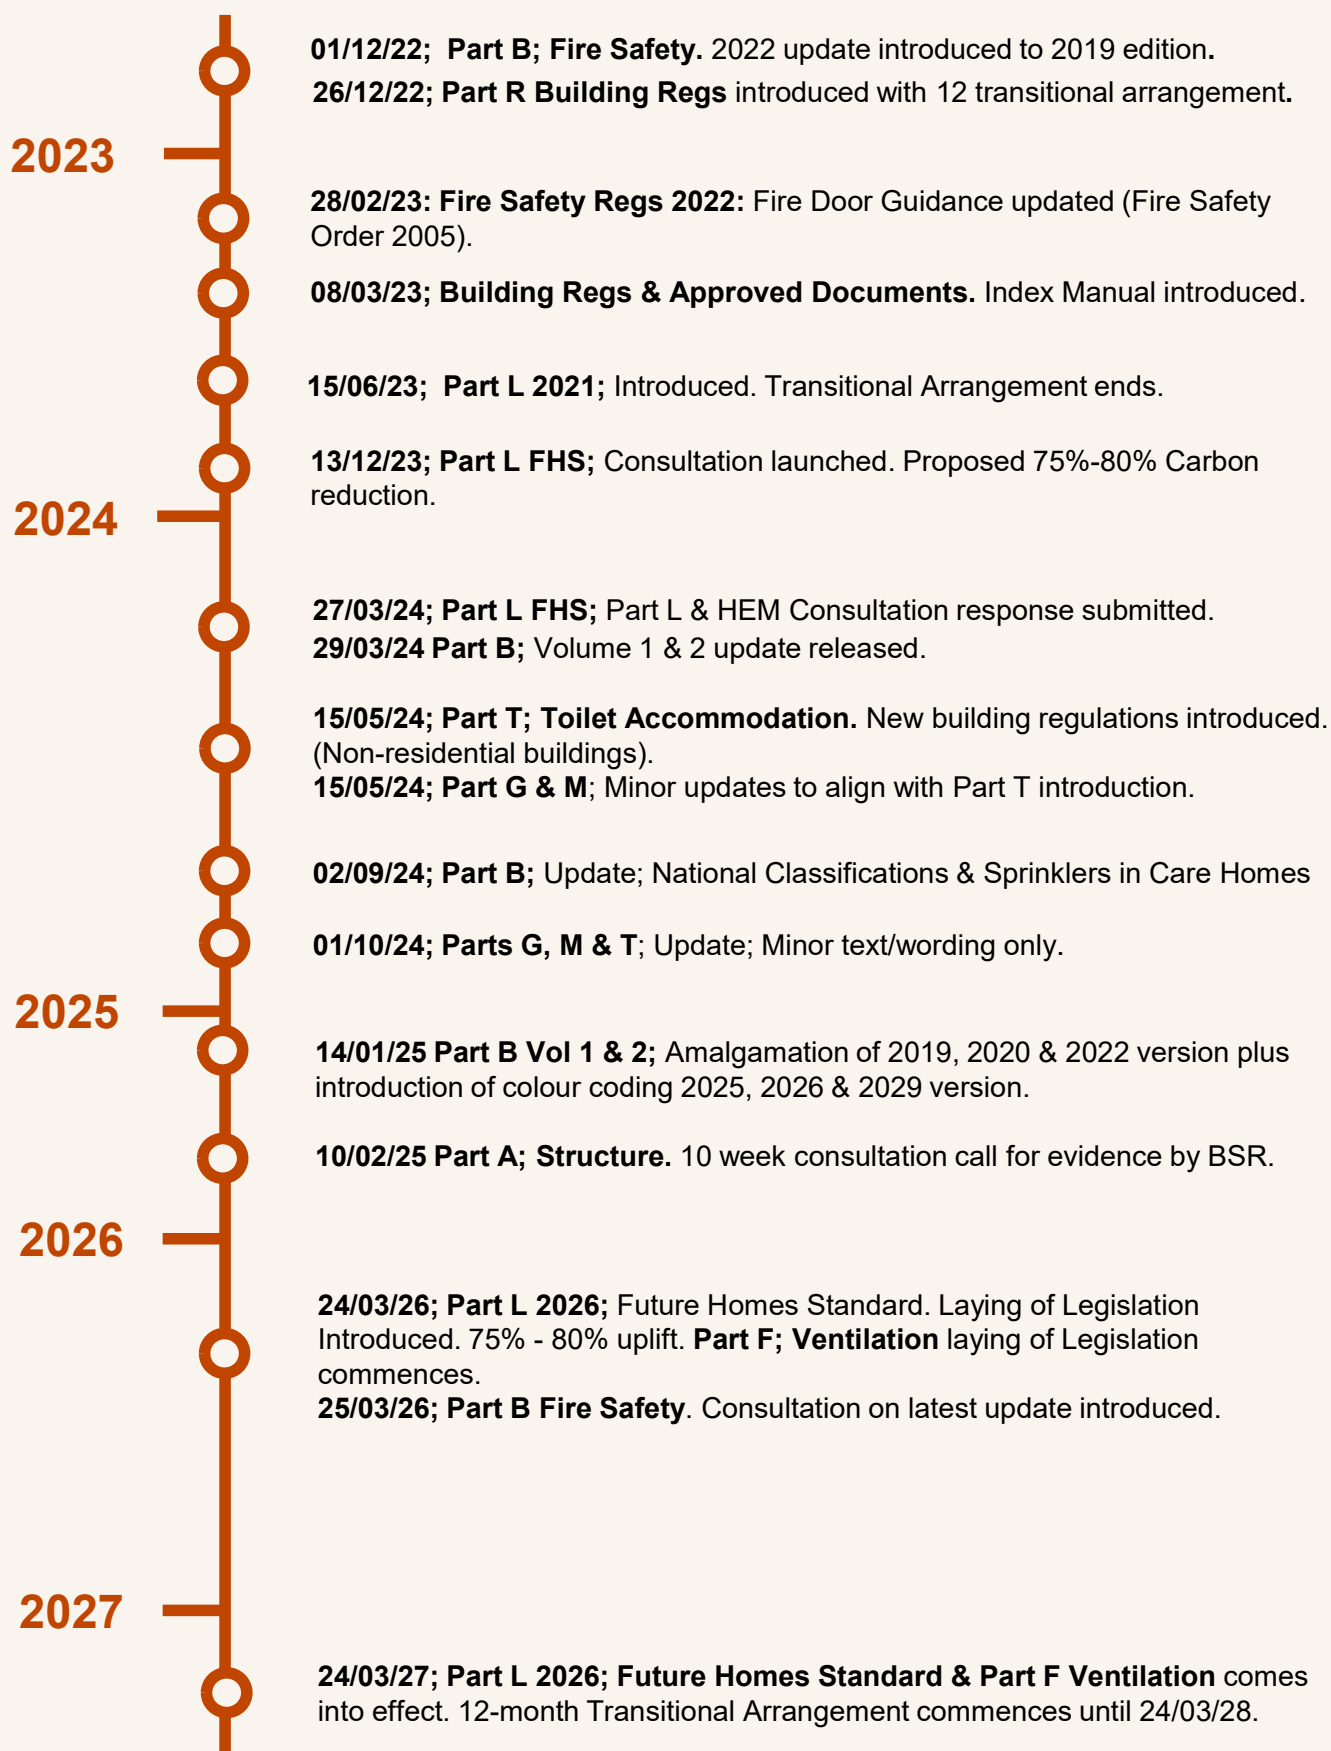 01/12/22;  Part B; Fire Safety. 2022 update introduced to 2019 edition.
26/12/22; Part R Building Regs introduced with 12 transitional arrangement.
2023
28/02/23: Fire Safety Regs 2022: Fire Door Guidance updated (Fire Safety
Order 2005).
08/03/23; Building Regs & Approved Documents. Index Manual introduced.
15/06/23;  Part L 2021; Introduced. Transitional Arrangement ends.
13/12/23; Part L FHS; Consultation launched. Proposed 75%-80% Carbon
reduction.
2024
27/03/24; Part L FHS; Part L & HEM Consultation response submitted.
29/03/24 Part B; Volume 1 & 2 update released.
15/05/24; Part T; Toilet Accommodation. New building regulations introduced.
(Non-residential buildings).
15/05/24; Part G & M; Minor updates to align with Part T introduction.
02/09/24; Part B; Update; National Classifications & Sprinklers in Care Homes
01/10/24; Parts G, M & T; Update; Minor text/wording only.
2025
14/01/25 Part B Vol 1 & 2; Amalgamation of 2019, 2020 & 2022 version plus
introduction of colour coding 2025, 2026 & 2029 version.
10/02/25 Part A; Structure. 10 week consultation call for evidence by BSR.
2026
24/03/26; Part L 2026; Future Homes Standard. Laying of Legislation
Introduced. 75% - 80% uplift. Part F; Ventilation laying of Legislation
commences.
25/03/26; Part B Fire Safety. Consultation on latest update introduced.
2027
24/03/27; Part L 2026; Future Homes Standard & Part F Ventilation comes
into effect. 12-month Transitional Arrangement commences until 24/03/28.